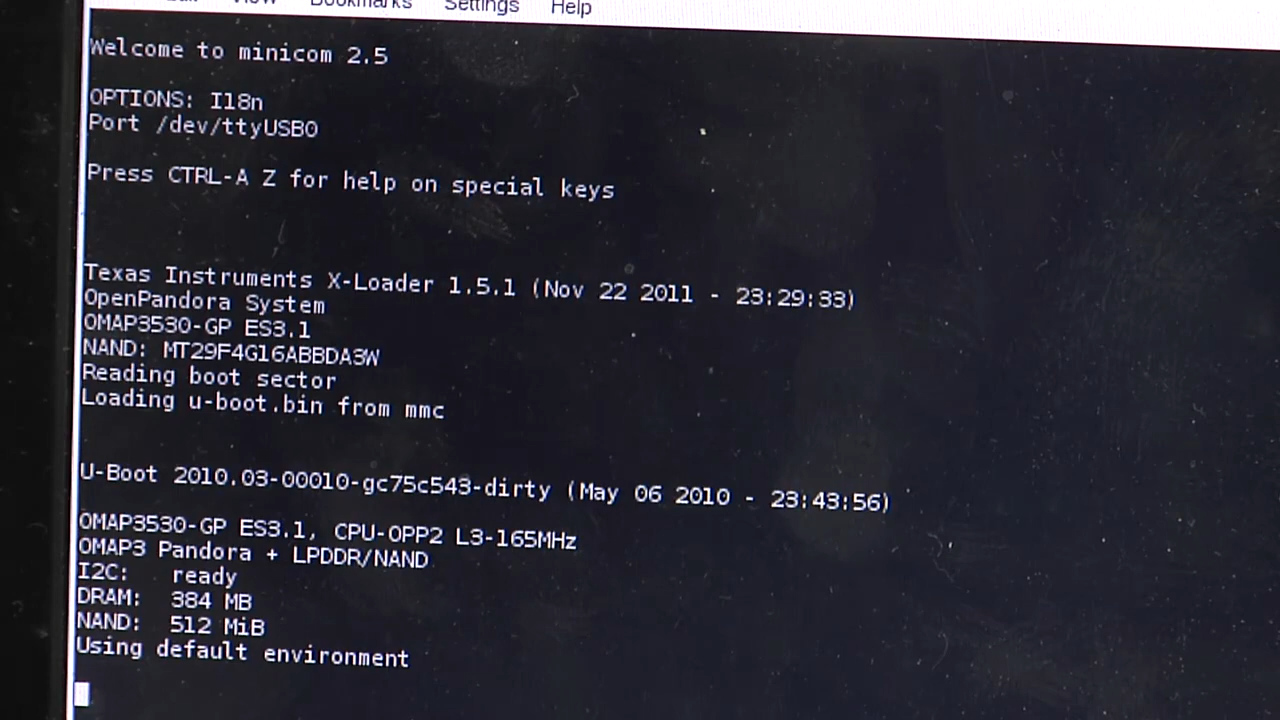 Bookmarks Settings Help
Welcome to minicom 2.5
OPTIONS: I18n
Port /dev/ttyUSB0
Press CTRL-A Z for help on special keys
Texas Instruments X-Loader 1.5.1 (Nov 22 2011 - 23:29:33)
OpenPandora System
OMAP3530-GP ES3.1
NAND: MT29F4G16ABBDA3W
Reading boot sector
Loading u-boot.bin from mmc
U-Boot 2010.03-00010-gc75c543-dirty (May 06 2010 - 23:43:56)
OMAP3530-GP ES3.1, CPU-OPP2 L3-165MHz
OMAP3 Pandora + LPDDR/NAND
I2C:   ready
DRAM:  384 MB
NAND:  512 MiB
Using default environment